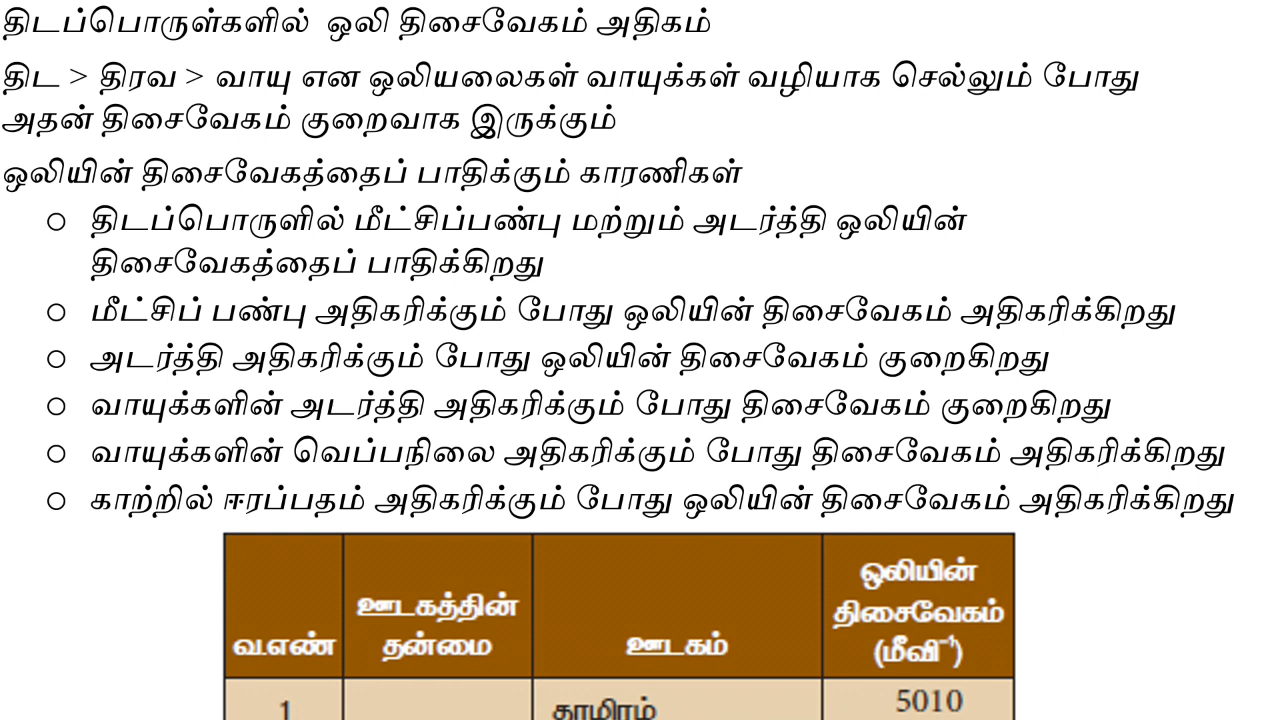 திடப்பொருள்களில் ஒலி திசைவேகம் அதிகம்
திட > திரவ > வாயு என ஒலியலைகள் வாயுக்கள் வழியாக செல்லும் போது
அதன் திசைவேகம் குறைவாக இருக்கும்
ஒலியின் திசைவேகத்தைப் பாதிக்கும் காரணிகள்
○ திடப்பொருளில் மீட்சிப்பண்பு மற்றும் அடர்த்தி ஒலியின்
திசைவேகத்தைப் பாதிக்கிறது
○ மீட்சிப் பண்பு அதிகரிக்கும் போது ஒலியின் திசைவேகம் அதிகரிக்கிறது
○ அடர்த்தி அதிகரிக்கும் போது ஒலியின் திசைவேகம் குறைகிறது
○ வாயுக்களின் அடர்த்தி அதிகரிக்கும் போது திசைவேகம் குறைகிறது
○ வாயுக்களின் வெப்பநிலை அதிகரிக்கும் போது திசைவேகம் அதிகரிக்கிறது
○ காற்றில் ஈரப்பதம் அதிகரிக்கும் போது ஒலியின் திசைவேகம் அதிகரிக்கிறது
வ.எண் ஊடகத்தின் தன்மை ஊடகம் ஒலியின் திசைவேகம் (மீவி⁻¹)
1 தாமிரம் 5010